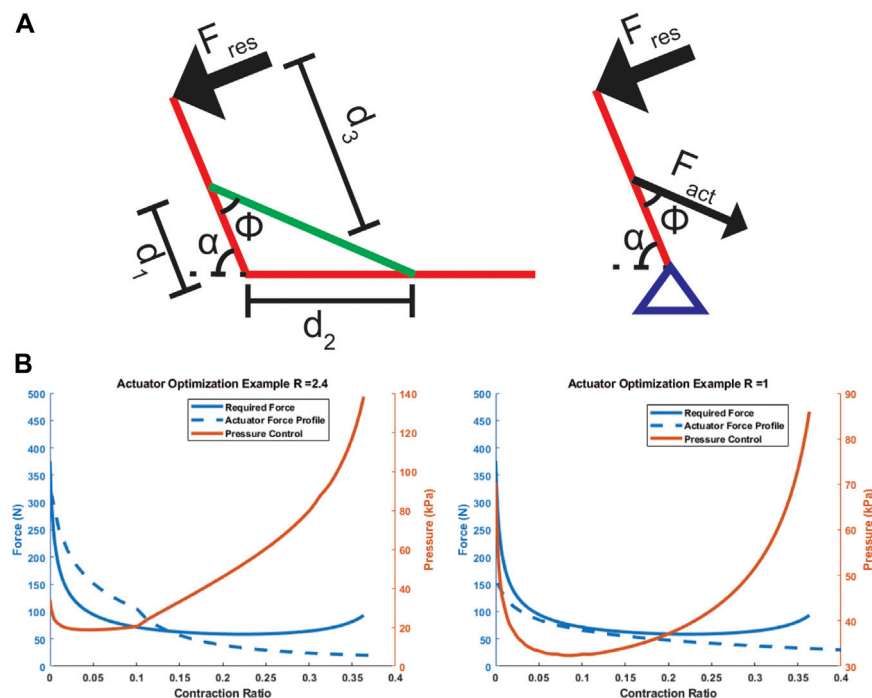 A
F res
d3
Φ
α
d1
d2
F res
F act
Φ
α
B
Actuator Optimization Example R =2.4
Required Force
Actuator Force Profile
Pressure Control
Force (N)
500
450
400
350
300
250
200
150
100
50
0
Pressure (kPa)
140
120
100
80
60
40
20
0
0 0.05 0.1 0.15 0.2 0.25 0.3 0.35 0.4
Contraction Ratio
Actuator Optimization Example R =1
Required Force
Actuator Force Profile
Pressure Control
Force (N)
500
450
400
350
300
250
200
150
100
50
0
Pressure (kPa)
90
80
70
60
50
40
30
0 0.05 0.1 0.15 0.2 0.25 0.3 0.35 0.4
Contraction Ratio